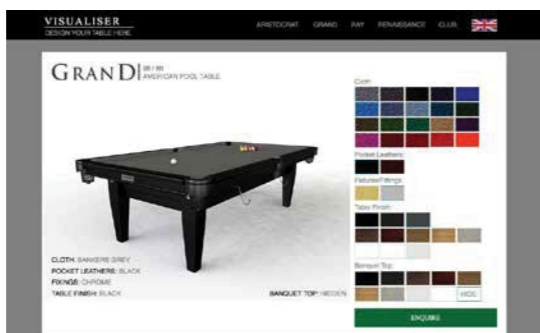 VISUALISER
DESIGN YOUR TABLE HERE
ARISTOCRAT GRAND RAY RENAISSANCE CLUB
GRAND
AMERICAN POOL TABLE
Cloth:
Pocket Leathers:
Fixtures/Fittings:
Table Finish:
Banquet Top:
CLOTH: BANKERS GREY
POCKET LEATHERS: BLACK
FIXINGS: CHROME
TABLE FINISH: BLACK
BANQUET TOP: HIDDEN
HIDE
ENQUIRE